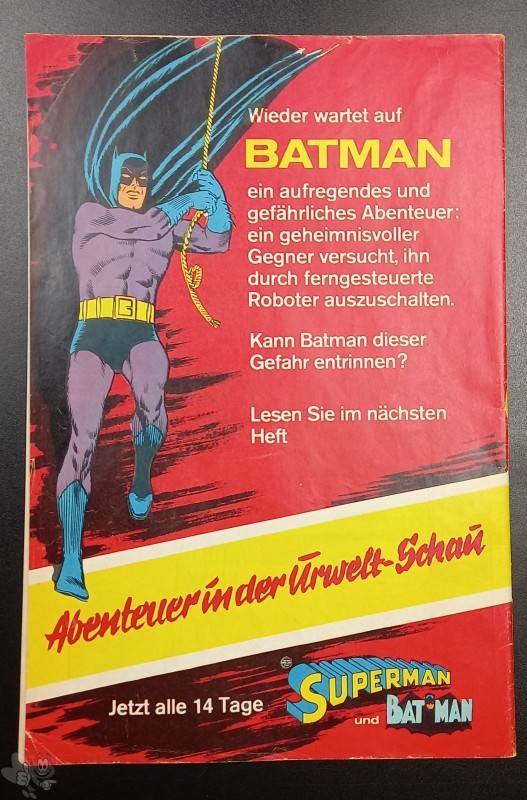 Wieder wartet auf
BATMAN
ein aufregendes und
gefährliches Abenteuer:
ein geheimnisvoller
Gegner versucht, ihn
durch ferngesteuerte
Roboter auszuschalten.
Kann Batman dieser
Gefahr entrinnen?
Lesen Sie im nächsten
Heft
Abenteuer in der Urwelt-Schau
Jetzt alle 14 Tage
SUPERMAN
und BATMAN